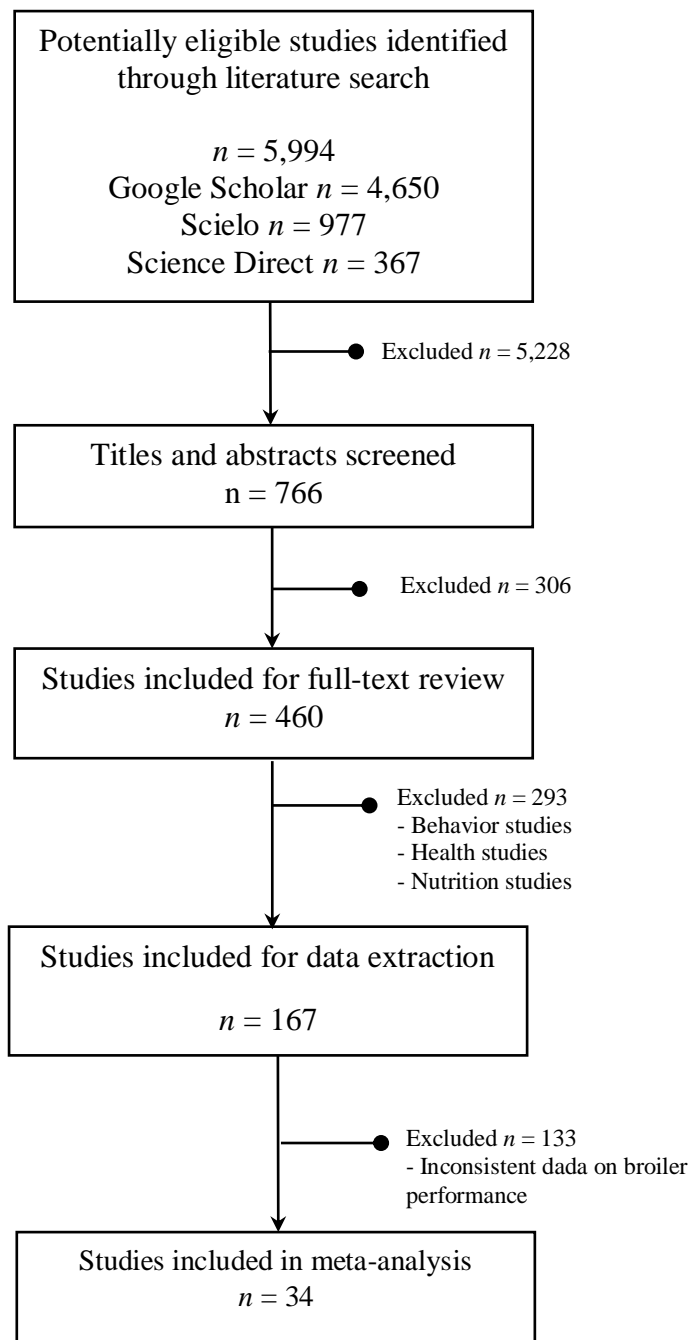 Potentially eligible studies identified
through literature search
n = 5,994
Google Scholar n = 4,650
Scielo n = 977
Science Direct n = 367
Excluded n = 5,228
Titles and abstracts screened
n = 766
Excluded n = 306
Studies included for full-text review
n = 460
Excluded n = 293
- Behavior studies
- Health studies
- Nutrition studies
Studies included for data extraction
n = 167
Excluded n = 133
- Inconsistent dada on broiler
performance
Studies included in meta-analysis
n = 34